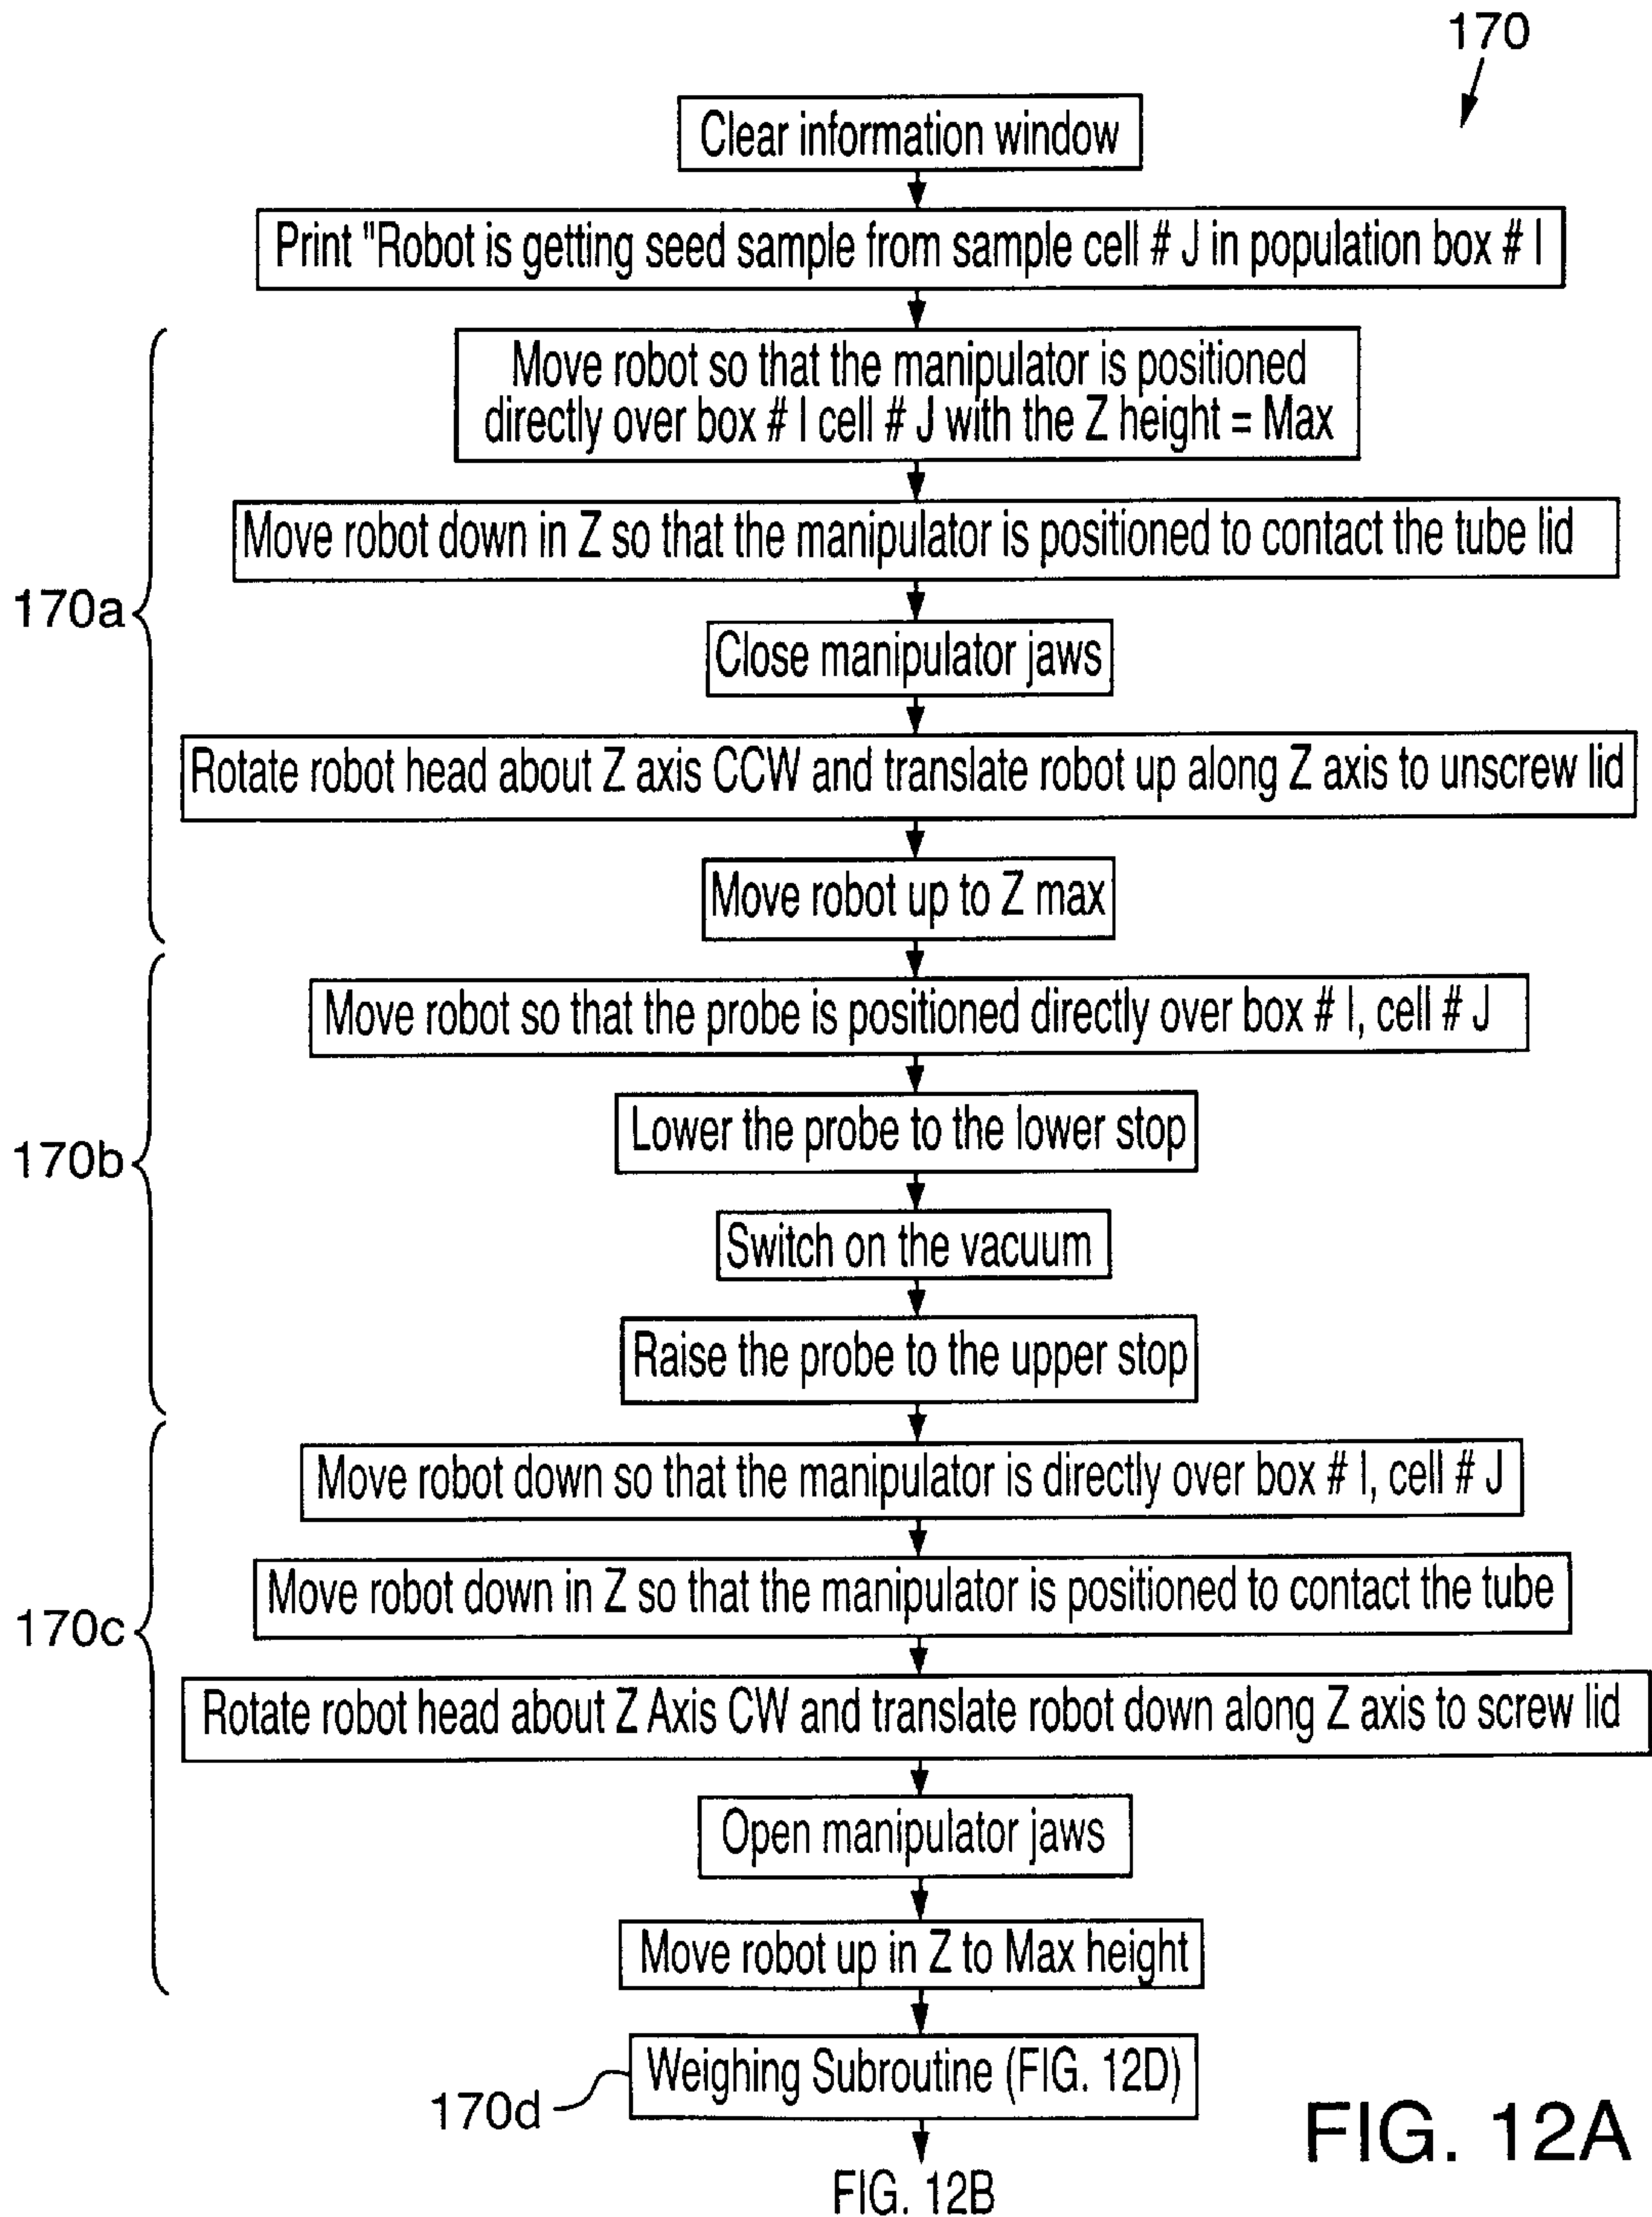 170
Clear information window
Print "Robot is getting seed sample from sample cell # J in population box # I
Move robot so that the manipulator is positioned
directly over box # I cell # J with the Z height = Max
Move robot down in Z so that the manipulator is positioned to contact the tube lid
170a
Close manipulator jaws
Rotate robot head about Z axis CCW and translate robot up along Z axis to unscrew lid
Move robot up to Z max
Move robot so that the probe is positioned directly over box # I, cell # J
Lower the probe to the lower stop
170b
Switch on the vacuum
Raise the probe to the upper stop
Move robot down so that the manipulator is directly over box # I, cell # J
Move robot down in Z so that the manipulator is positioned to contact the tube
170c
Rotate robot head about Z Axis CW and translate robot down along Z axis to screw lid
Open manipulator jaws
Move robot up in Z to Max height
Weighing Subroutine (FIG. 12D)
170d
FIG. 12A
FIG. 12B